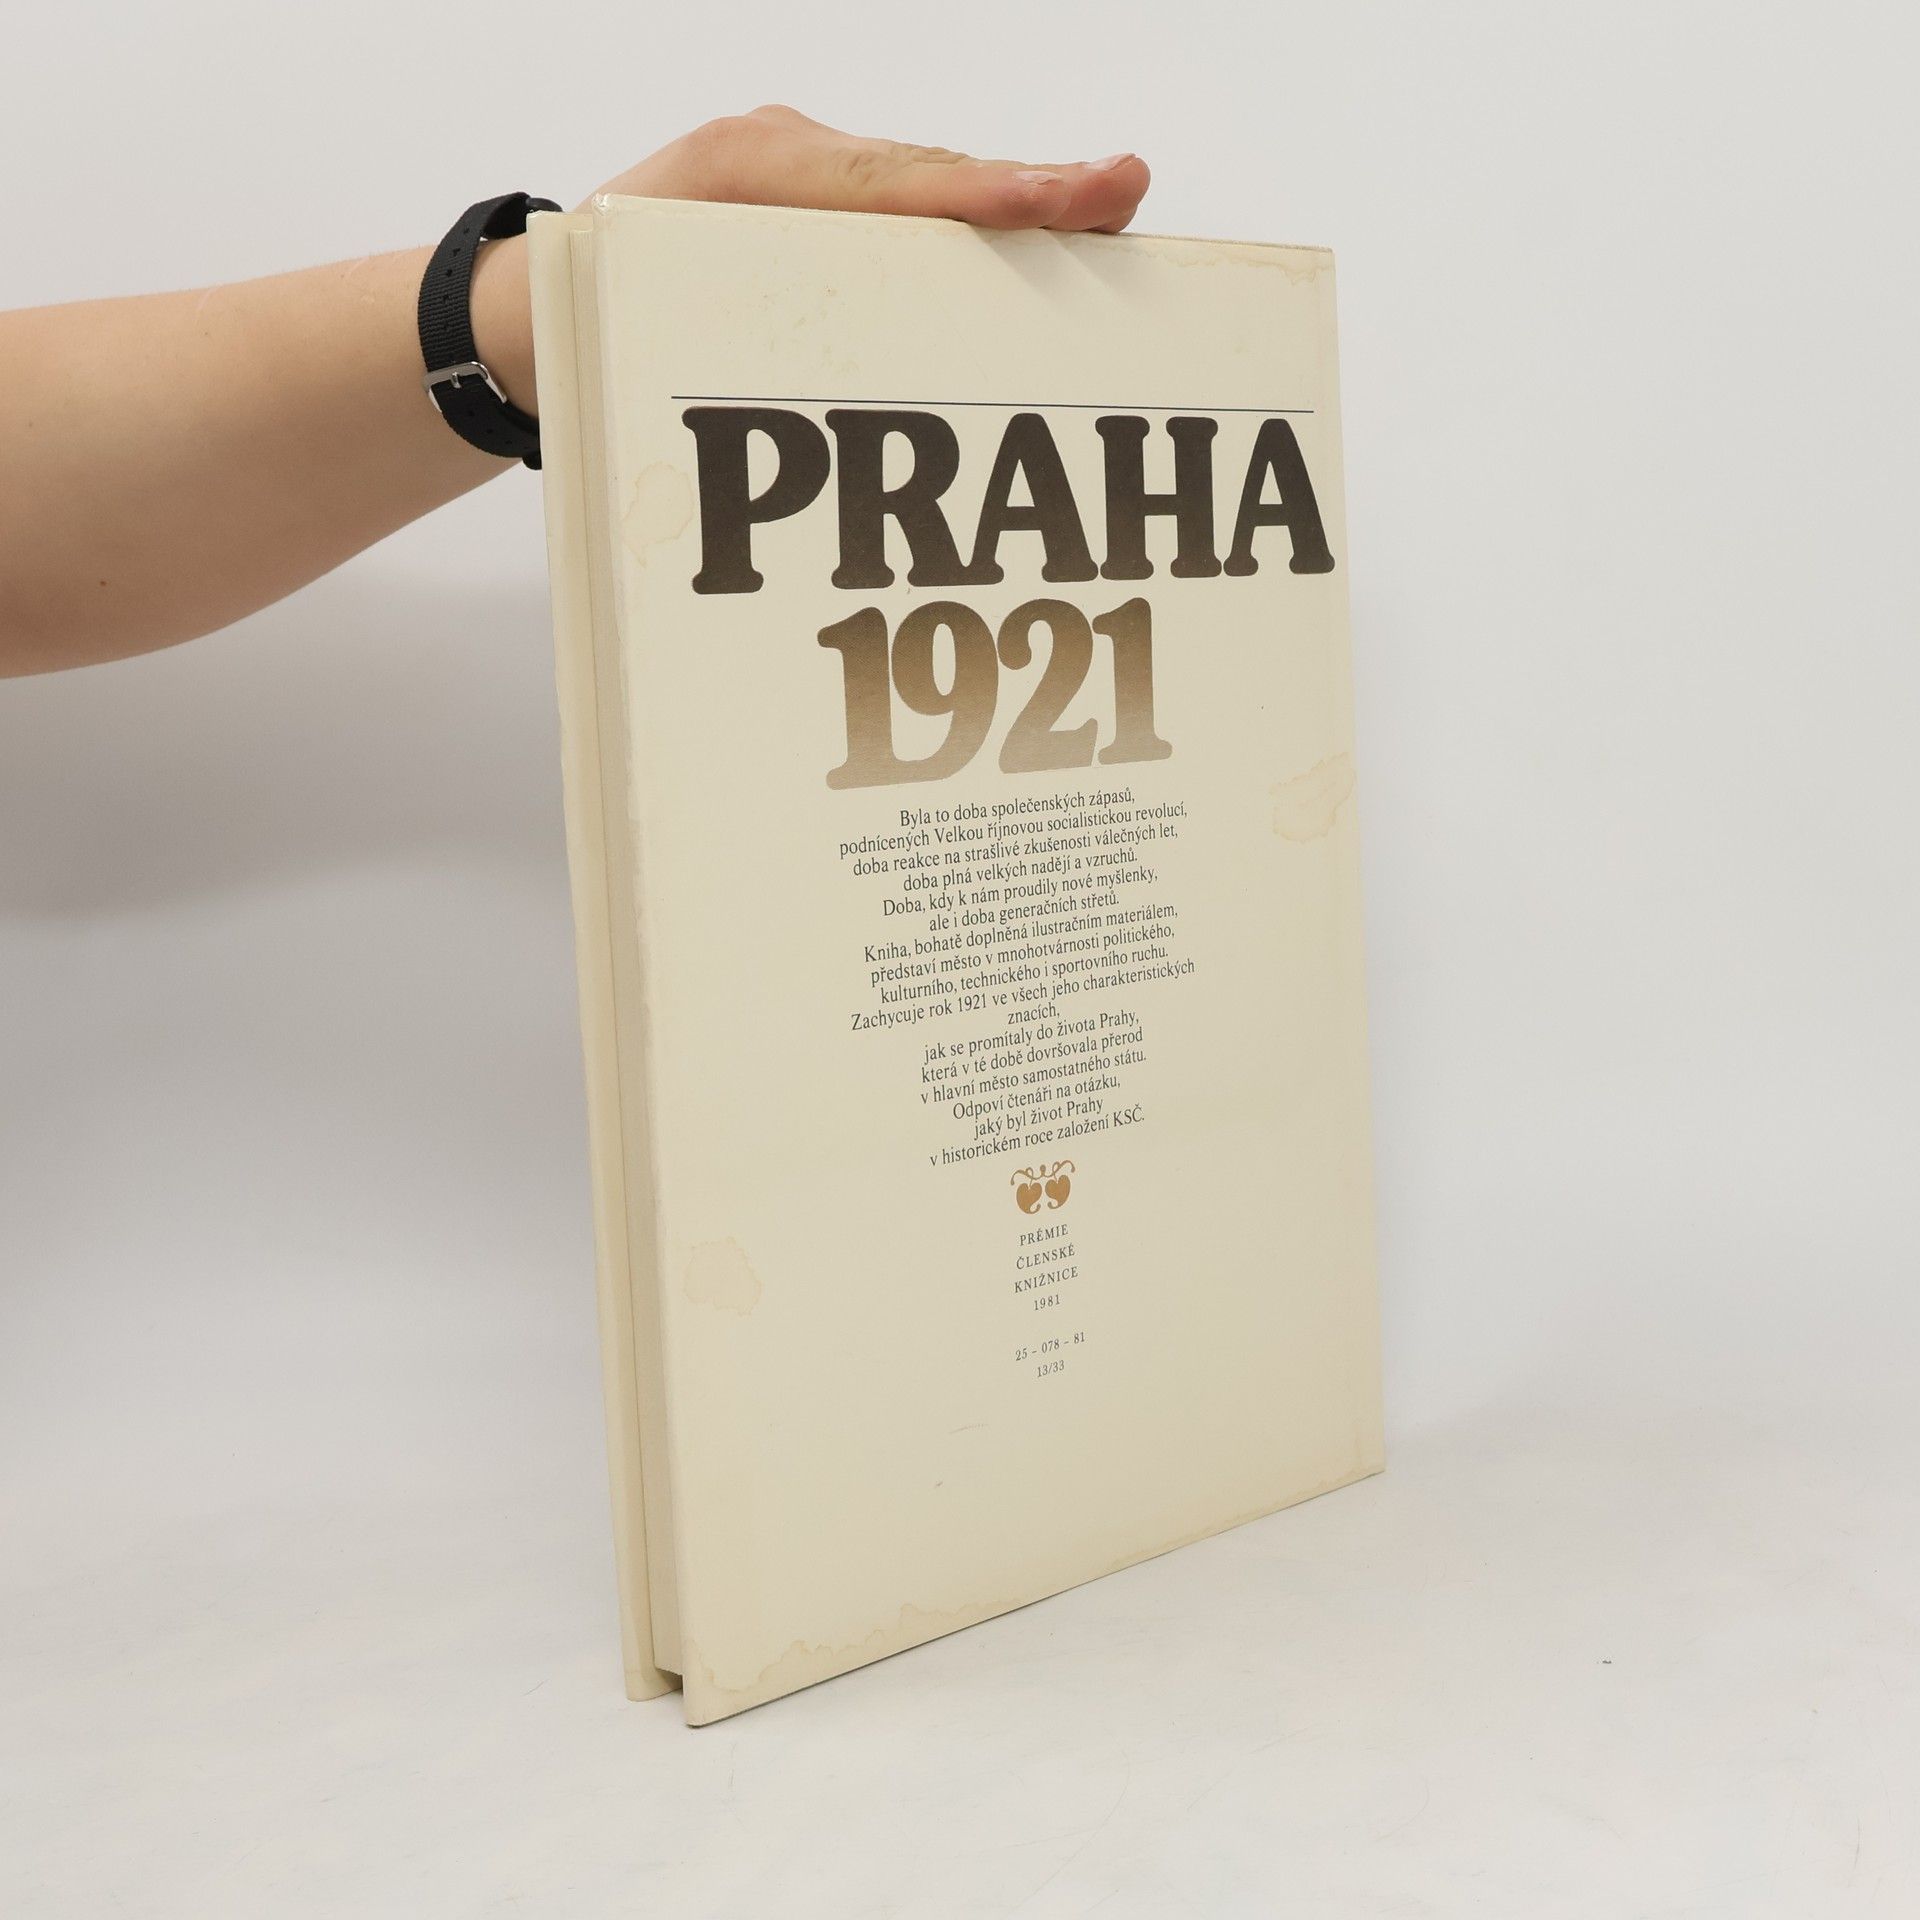 PRAHA
1921
Byla to doba společenských zápasů,
podnícených Velkou říjnovou socialistickou revolucí,
doba reakce na strašlivé zkušenosti válečných let,
doba plná velkých nadějí a vzruchů.
Doba, kdy k nám proudily nové myšlenky,
ale i doba generačních střetů.
Kniha, bohatě doplněná ilustračním materiálem,
představí město v mnohotvárnosti politického,
kulturního, technického i sportovního ruchu.
Zachycuje rok 1921 ve všech jeho charakteristických
znacích,
jak se promítaly do života Prahy,
která v té době dovršovala přerod
v hlavní město samostatného státu.
Odpoví čtenáři na otázku,
jaký byl život Prahy
v historickém roce založení KSČ.
PRÉMIE
ČLENSKÉ
KNIŽNICE
1981
25 – 078 – 81
13/33